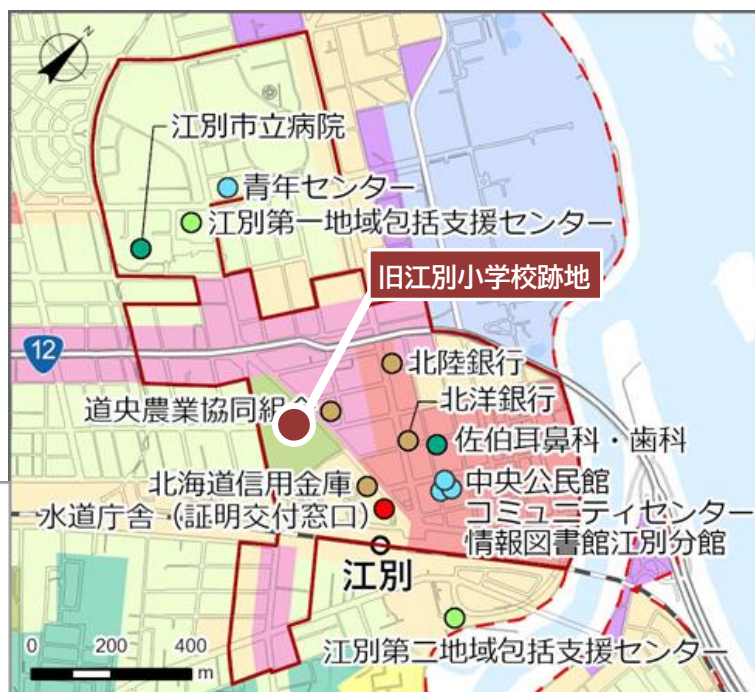 N
江別市立病院
青年センター
江別第一地域包括支援センター
旧江別小学校跡地
12
北陸銀行
道央農業協同組合
北洋銀行
佐伯耳鼻科・歯科
北海道信用金庫
中央公民館
水道庁舎(証明交付窓口)
コミュニティセンター
情報図書館江別分館
江別
0 200 400
m
江別第二地域包括支援センター